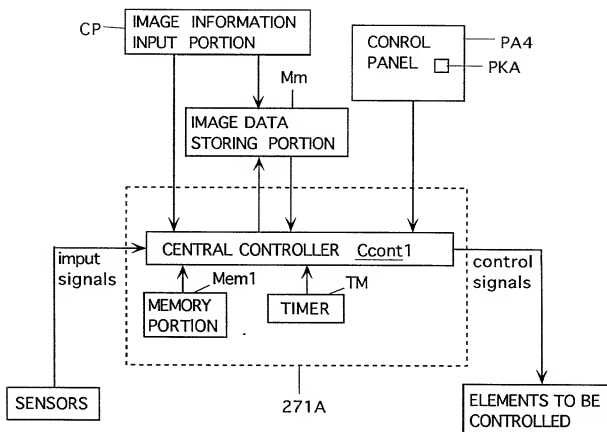 CP
IMAGE INFORMATION
INPUT PORTION
CONROL
PANEL
PA4
PKA
Mm
IMAGE DATA
STORING PORTION
CENTRAL CONTROLLER Ccont1
imput
signals
control
signals
Mem1
MEMORY
PORTION
TM
TIMER
SENSORS
271A
ELEMENTS TO BE
CONTROLLED